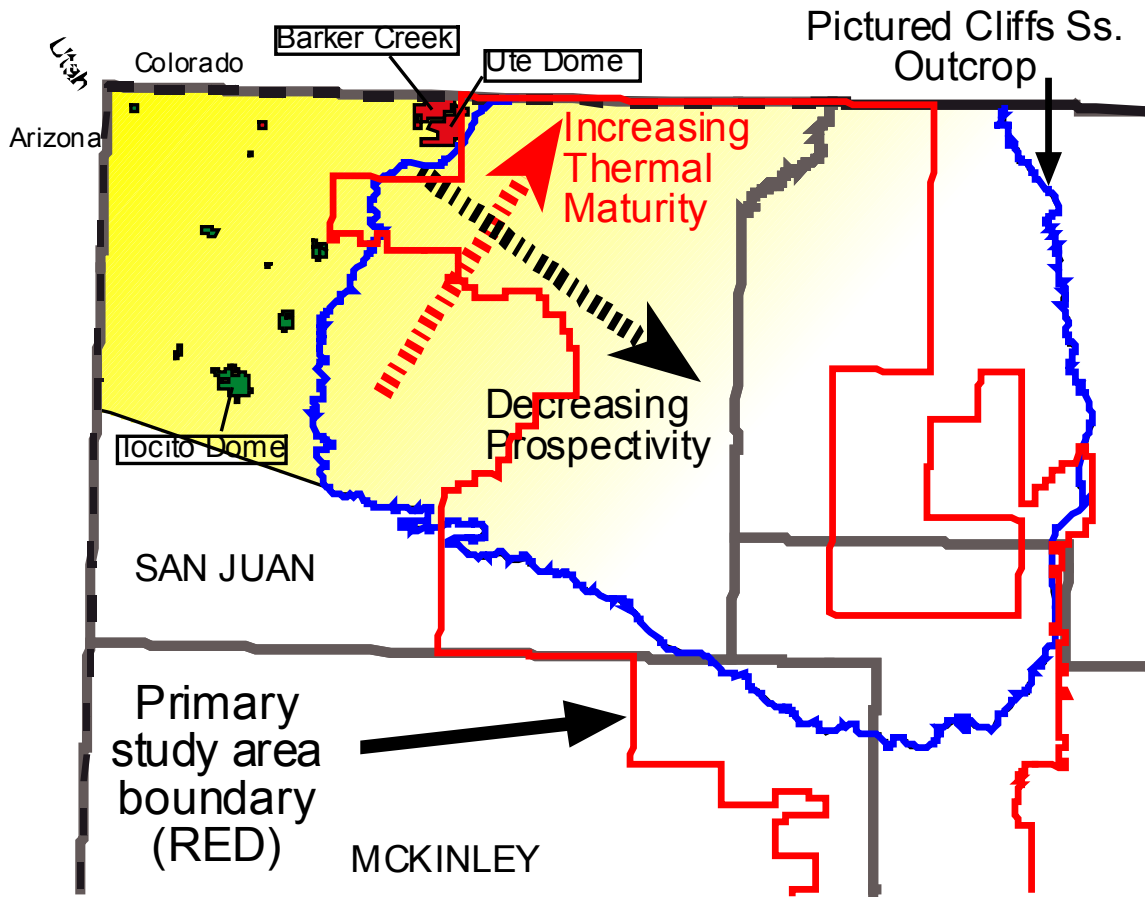 Pictured Cliffs Ss.
Outcrop
Barker Creek
Ute Dome
Utah
Colorado
Arizona
Increasing
Thermal
Maturity
Decreasing
Prospectivity
Tocito Dome
SAN JUAN
Primary
study area
boundary
(RED)
MCKINLEY